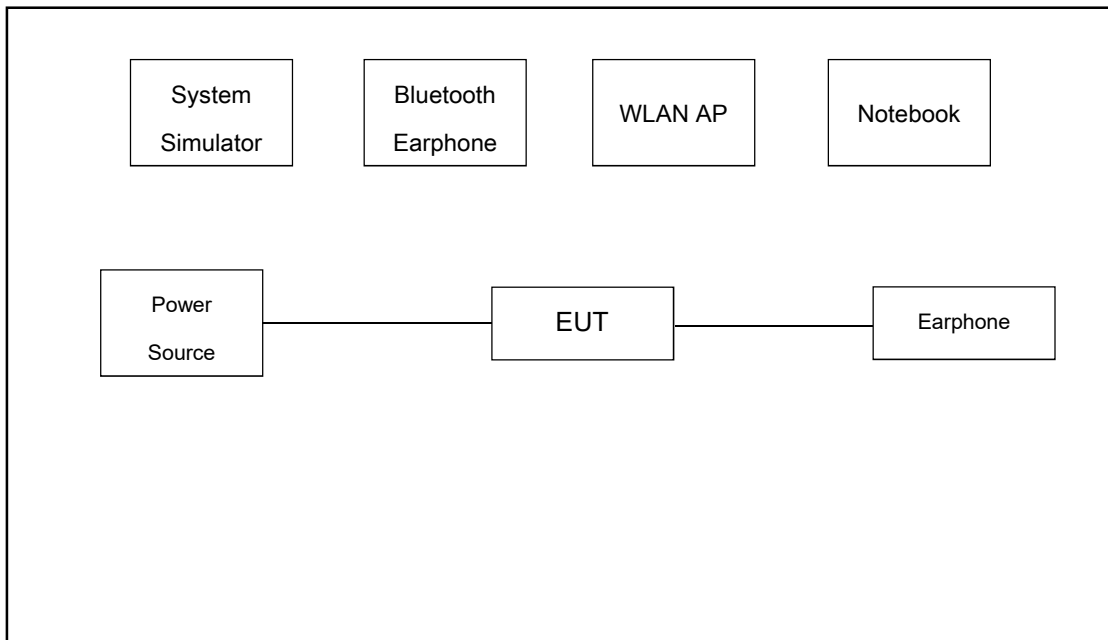 System
Simulator
Bluetooth
Earphone
WLAN AP
Notebook
Power
Source
EUT
Earphone